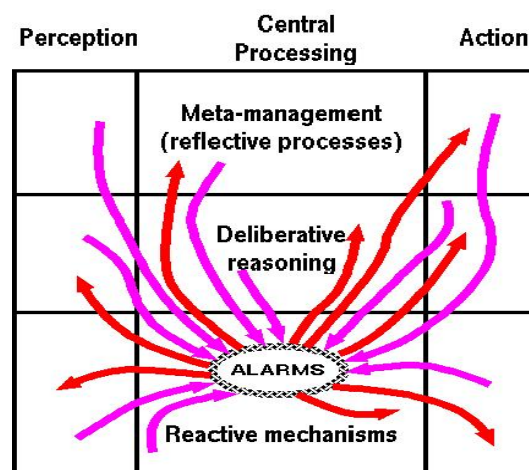 Perception
Central
Processing
Action
Meta-management
(reflective processes)
Deliberative
reasoning
ALARMS
Reactive mechanisms